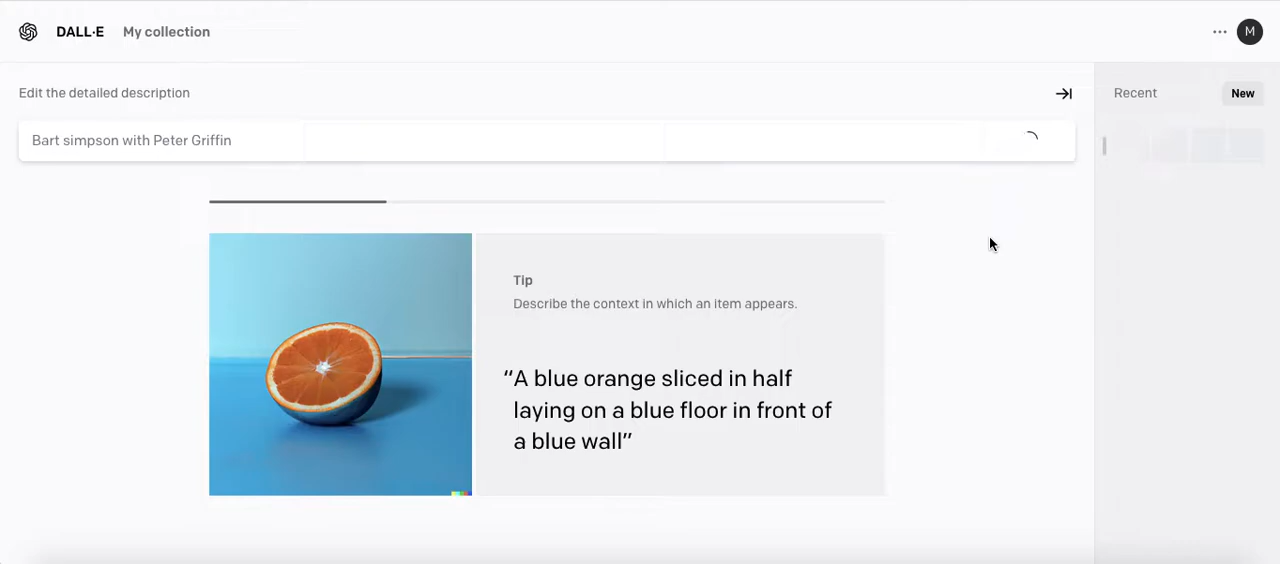 DALL·E My collection
... M
Edit the detailed description
Recent New
Bart simpson with Peter Griffin
Tip
Describe the context in which an item appears.
“A blue orange sliced in half
laying on a blue floor in front of
a blue wall”